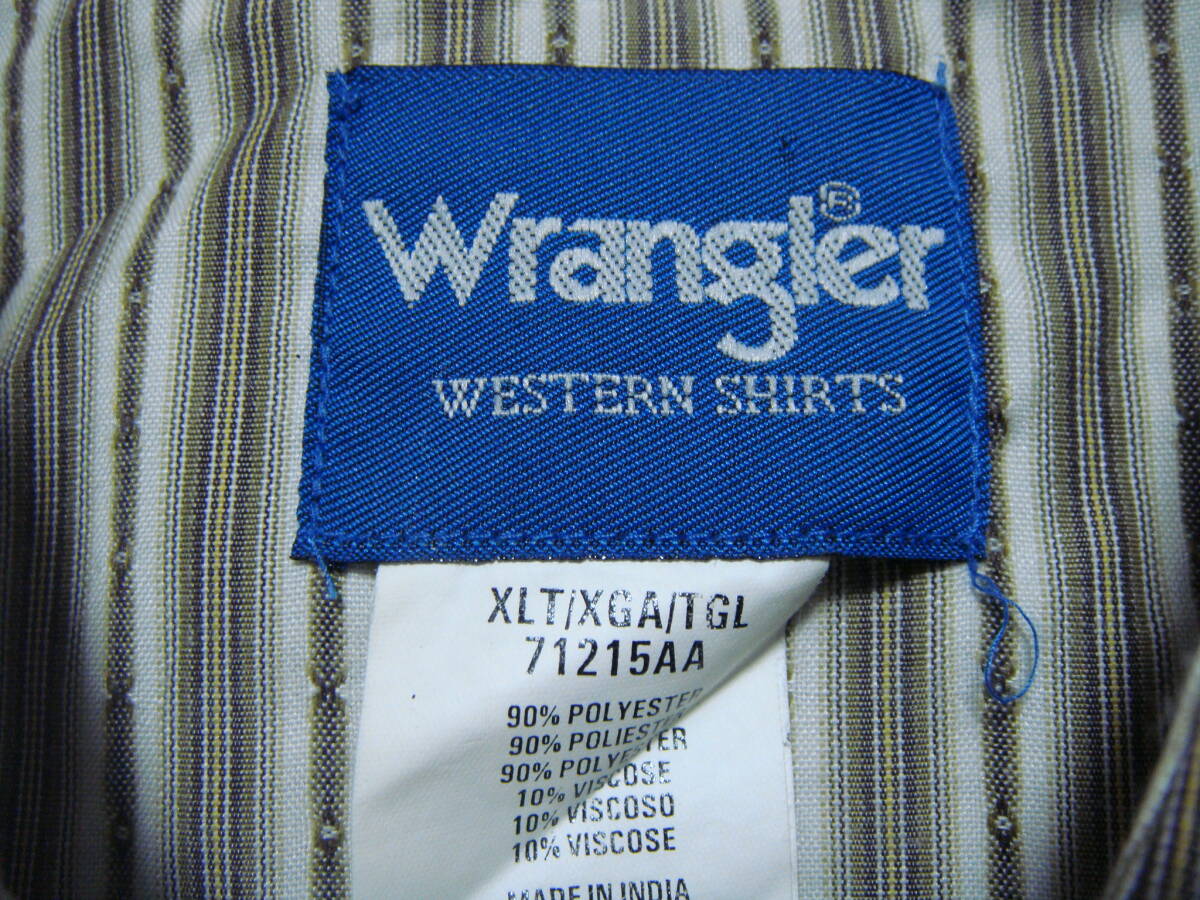 Wrangler®
WESTERN SHIRTS
XLT/XGA/TGL
71215AA
90% POLYESTER
90% POLIESTER
90% POLYESTER
10% VISCOSE
10% VISCOSO
10% VISCOSE
MADE IN INDIA